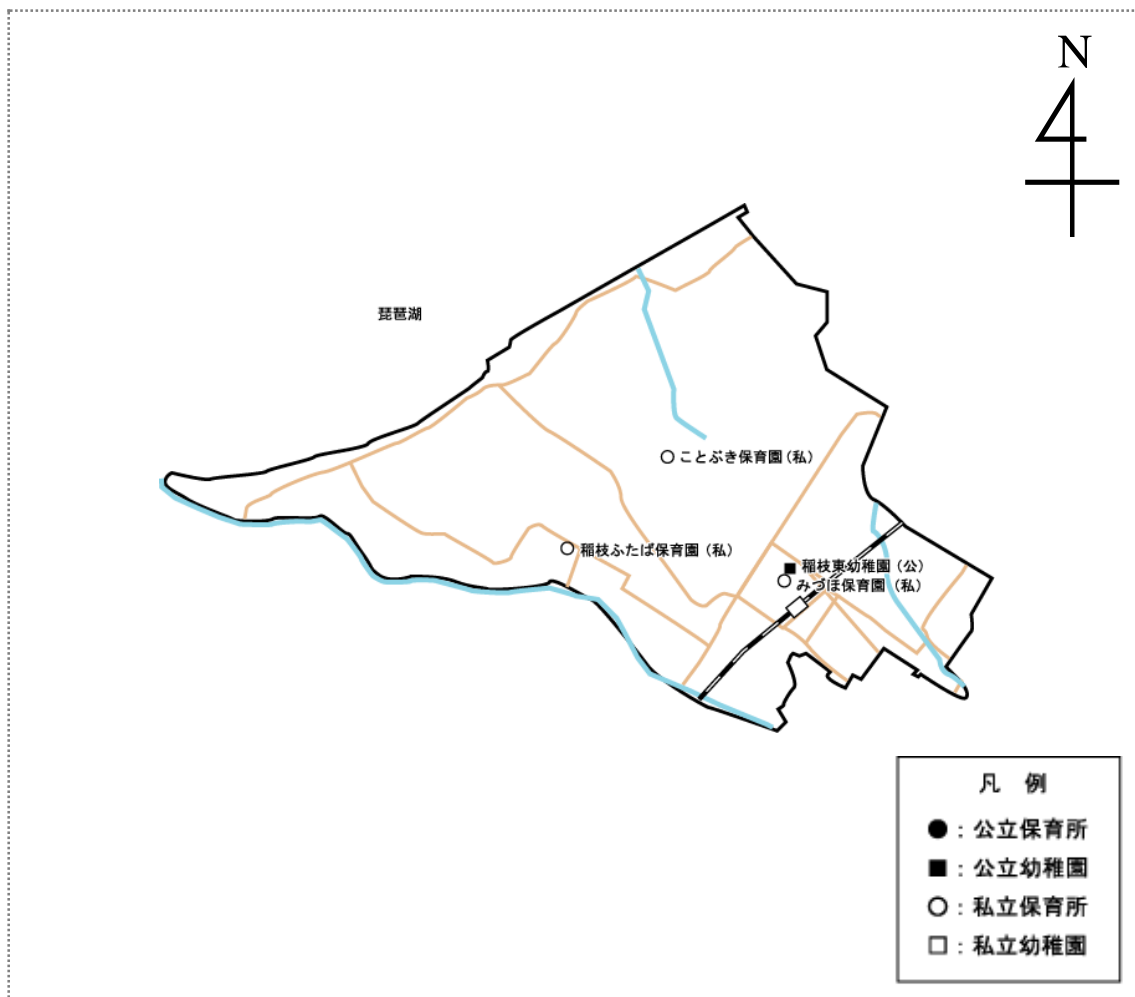 N
琵琶湖
ことぶき保育園(私)
稲枝ふたば保育園(私)
稲枝東幼稚園(公)
みづほ保育園(私)
凡 例
●:公立保育所
■:公立幼稚園
○:私立保育所
□:私立幼稚園